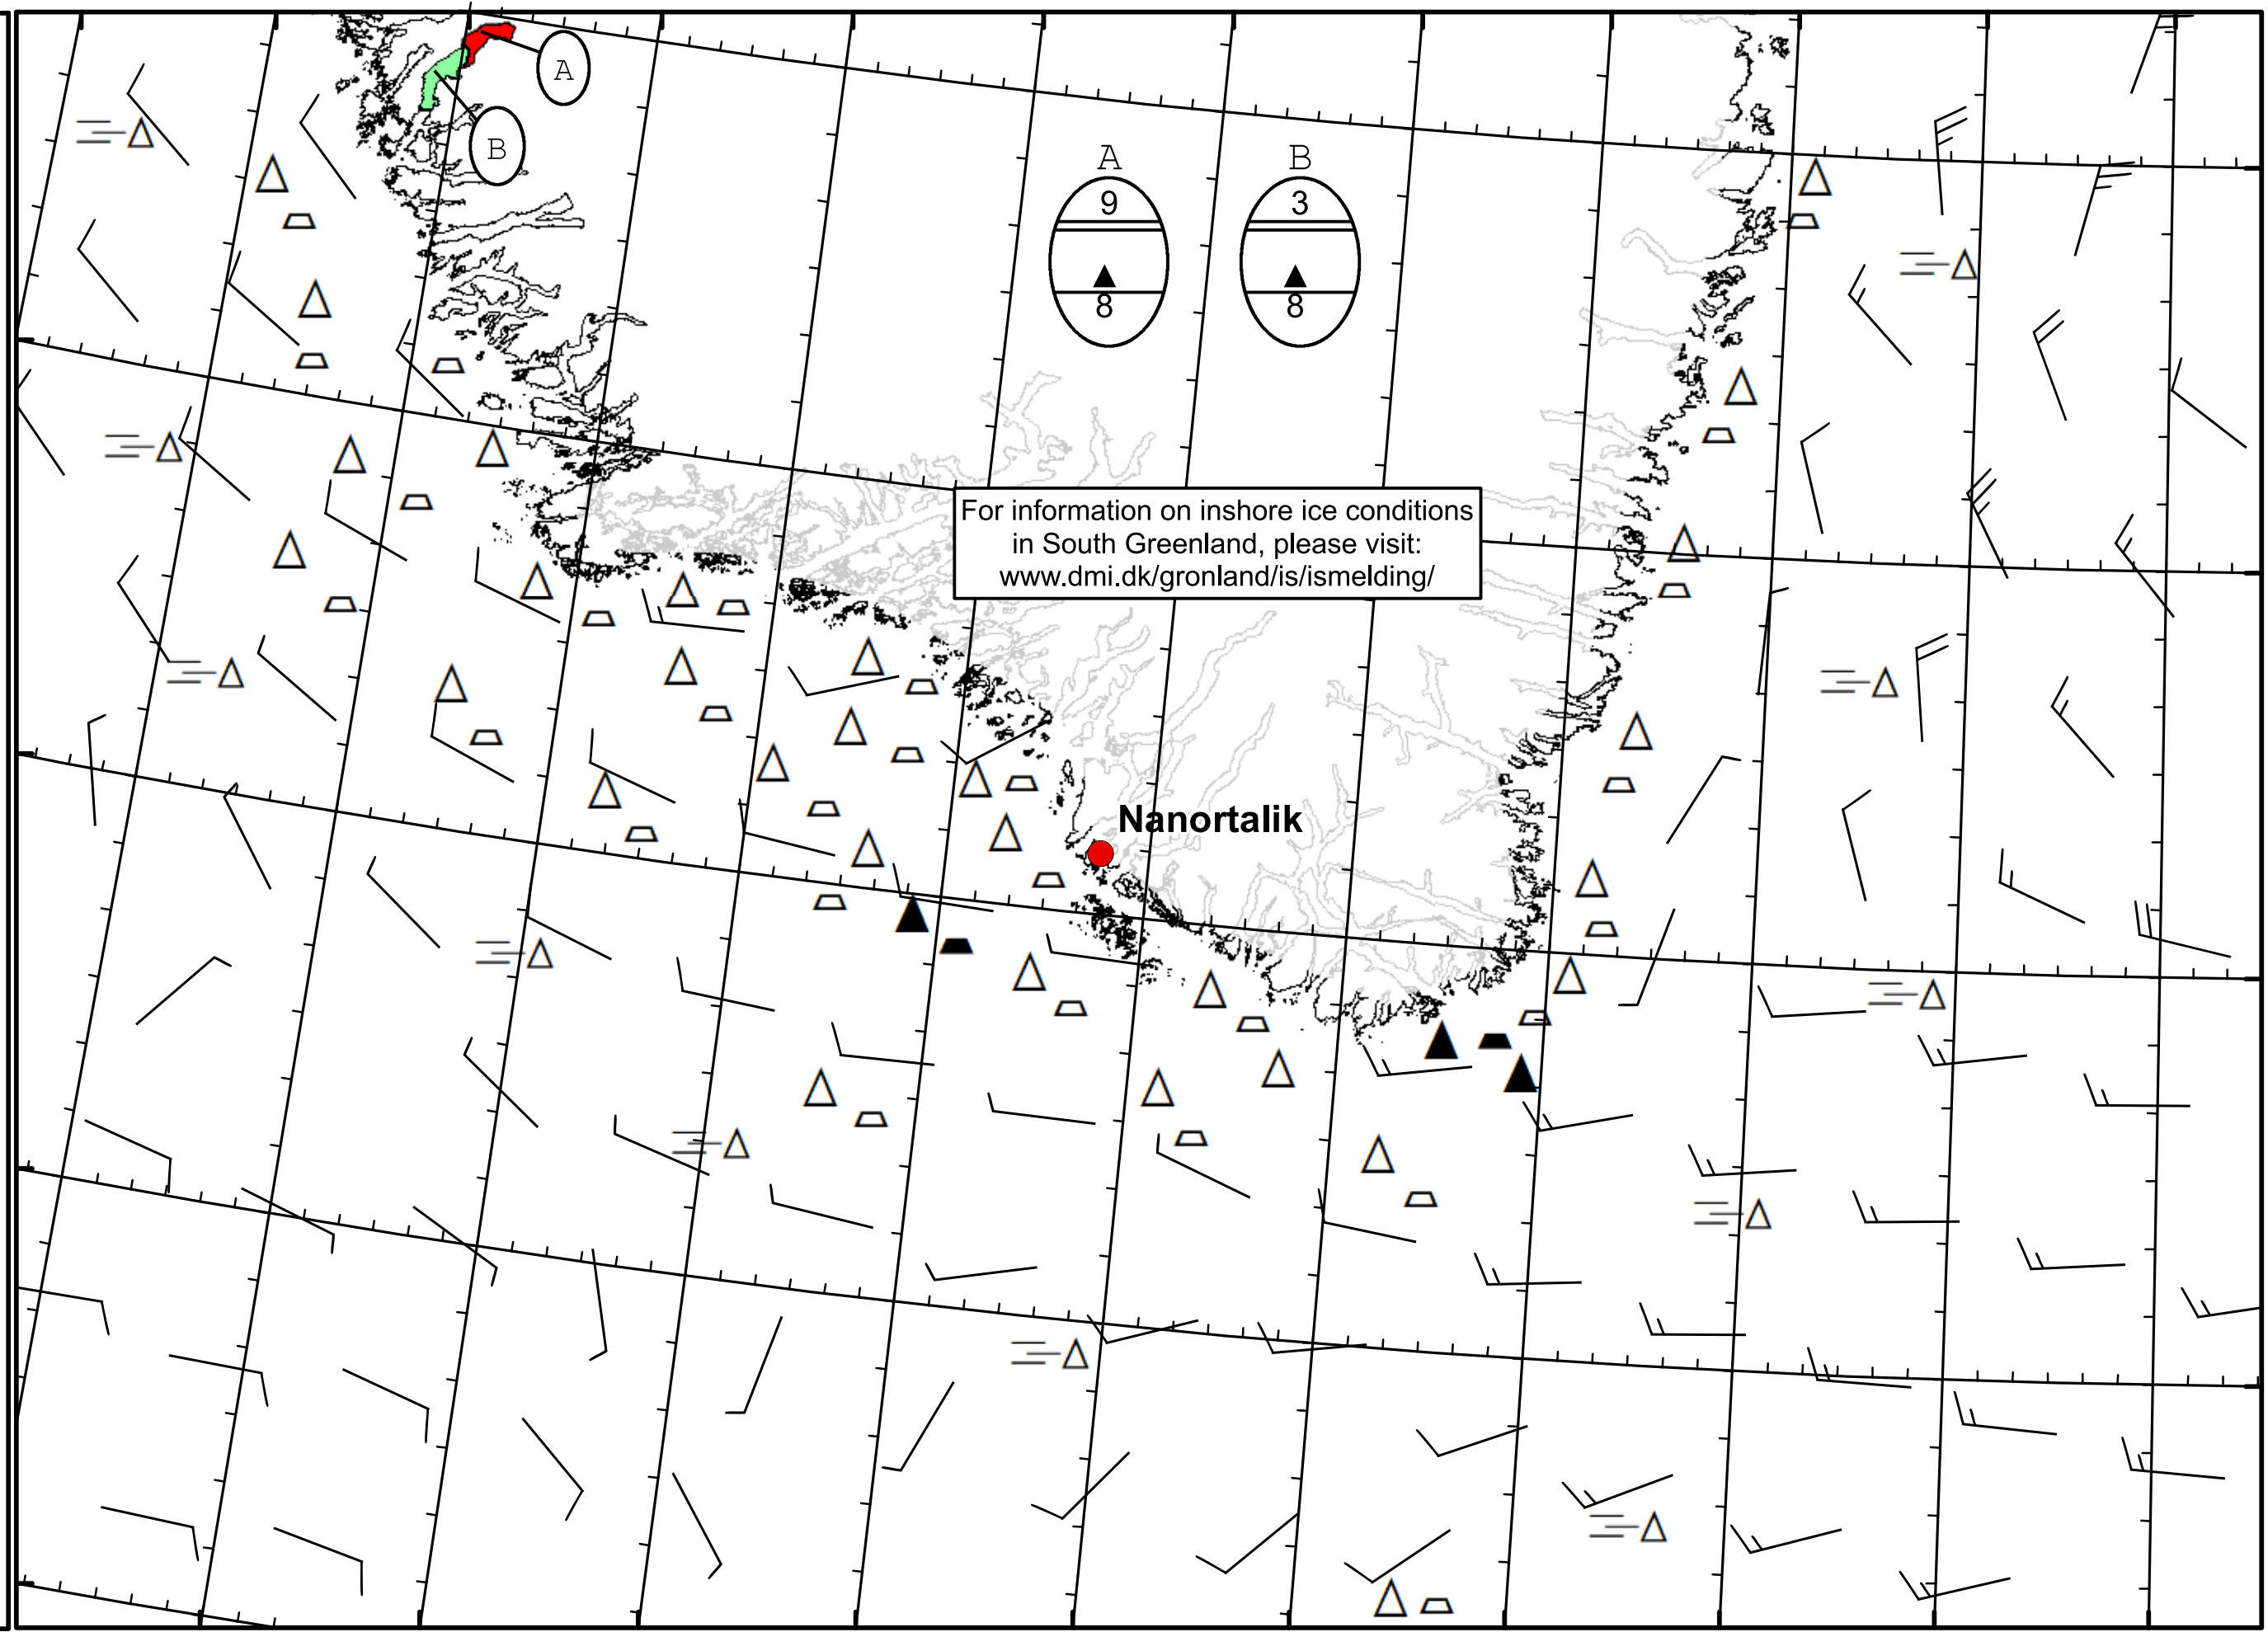 A
B
A
B
9
3
8
8
For information on inshore ice conditions
in South Greenland, please visit:
www.dmi.dk/gronland/is/ismelding/
Nanortalik